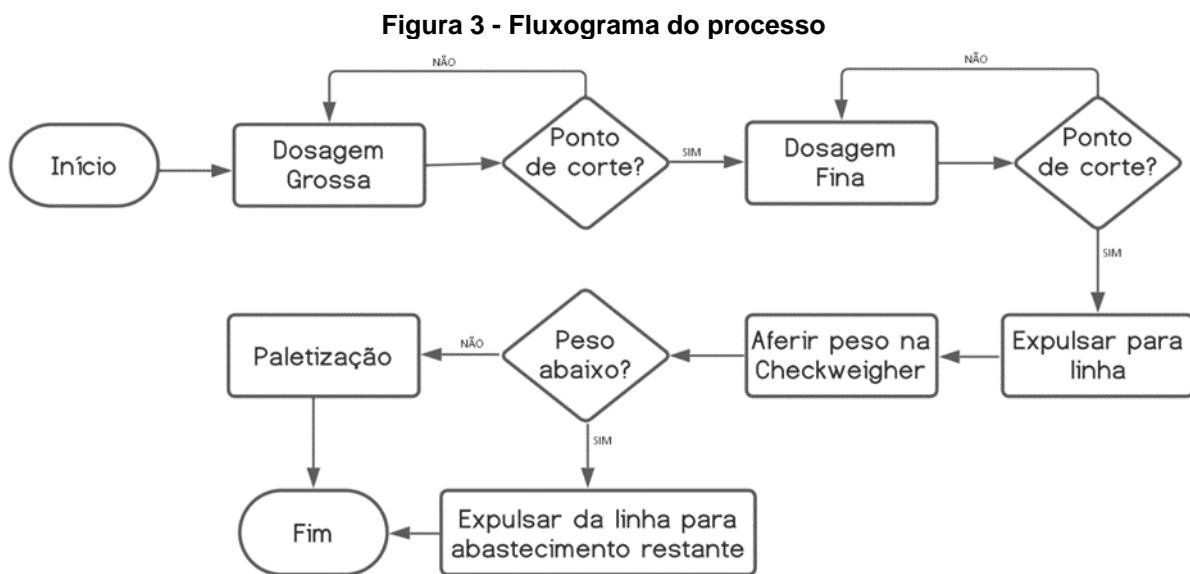 Figura 3 - Fluxograma do processo
NÃO
NÃO
Início
Dosagem
Grossa
Ponto
de corte?
SIM
Dosagem
Fina
Ponto
de corte?
SIM
Expulsar para
linha
Aferir peso na
Checkweigher
Peso
abaixo?
NÃO
Paletização
SIM
Expulsar da linha para
abastecimento restante
Fim